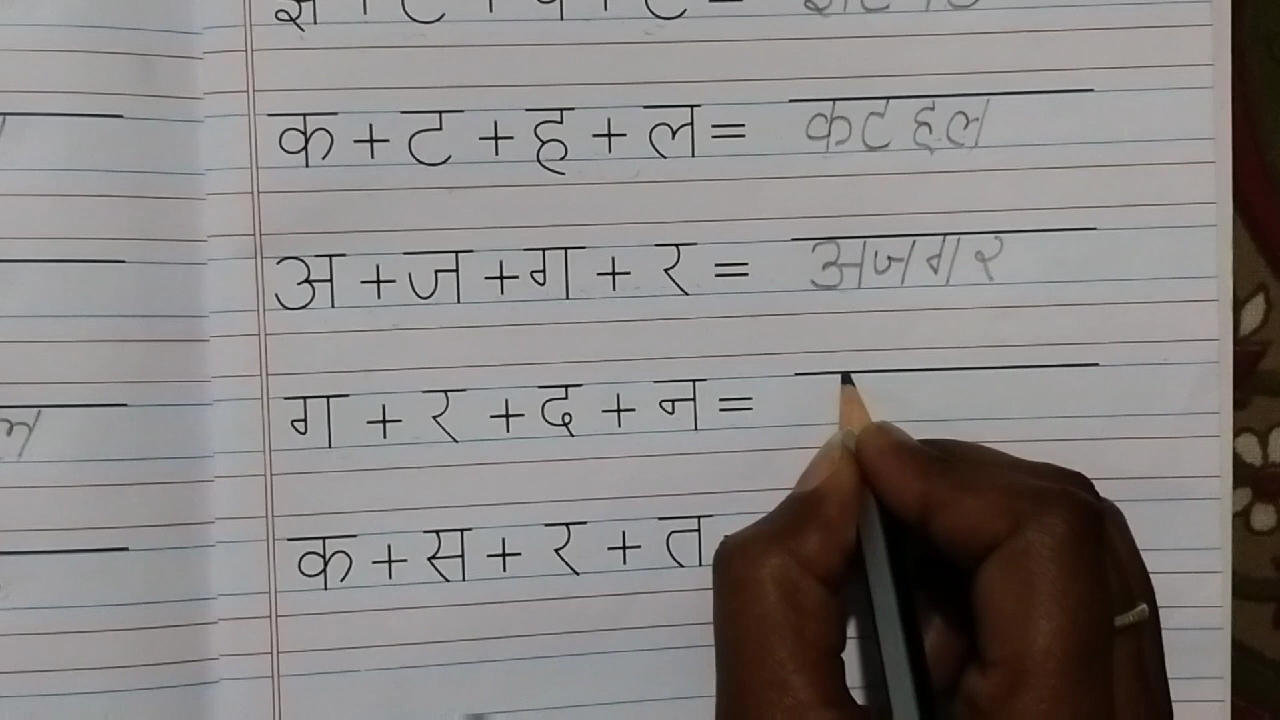 क + ट + ह + ल = कटहल
अ + ज + ग + र = अजगर
ग + र + द + न =
क + स + र + त